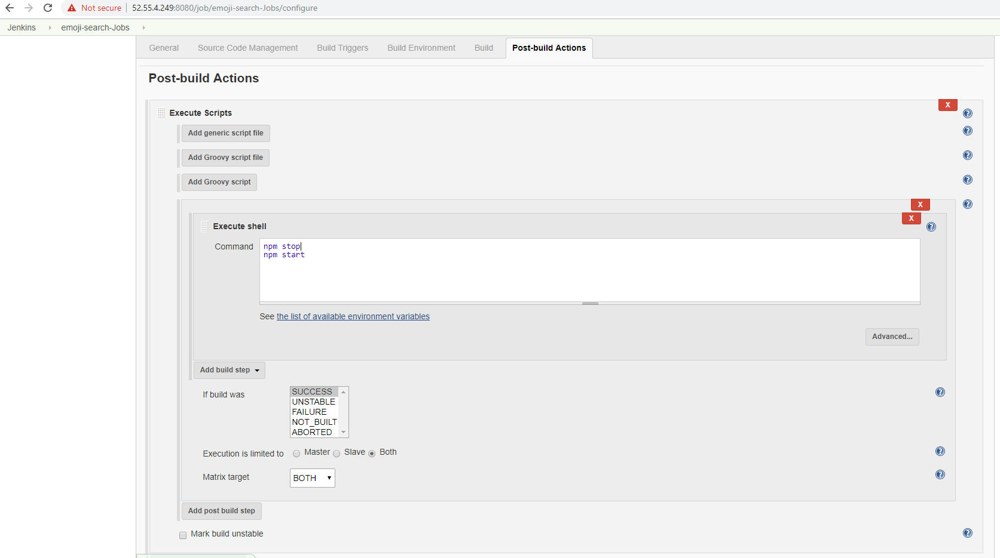 Not secure | 52.55.4.249:8080/job/emoji-search-Jobs/configure
Jenkins emoji-search-Jobs
General Source Code Management Build Triggers Build Environment Build Post-build Actions
Post-build Actions
X
Execute Scripts ?
Add generic script file ?
Add Groovy script file ?
Add Groovy script ?
X ?
X
Execute shell ?
Command npm stop
npm start
See the list of available environment variables
Advanced...
Add build step
If build was SUCCESS ?
UNSTABLE
FAILURE
NOT_BUILT
ABORTED
Execution is limited to Master Slave Both ?
Matrix target BOTH ?
Add post build step
Mark build unstable ?